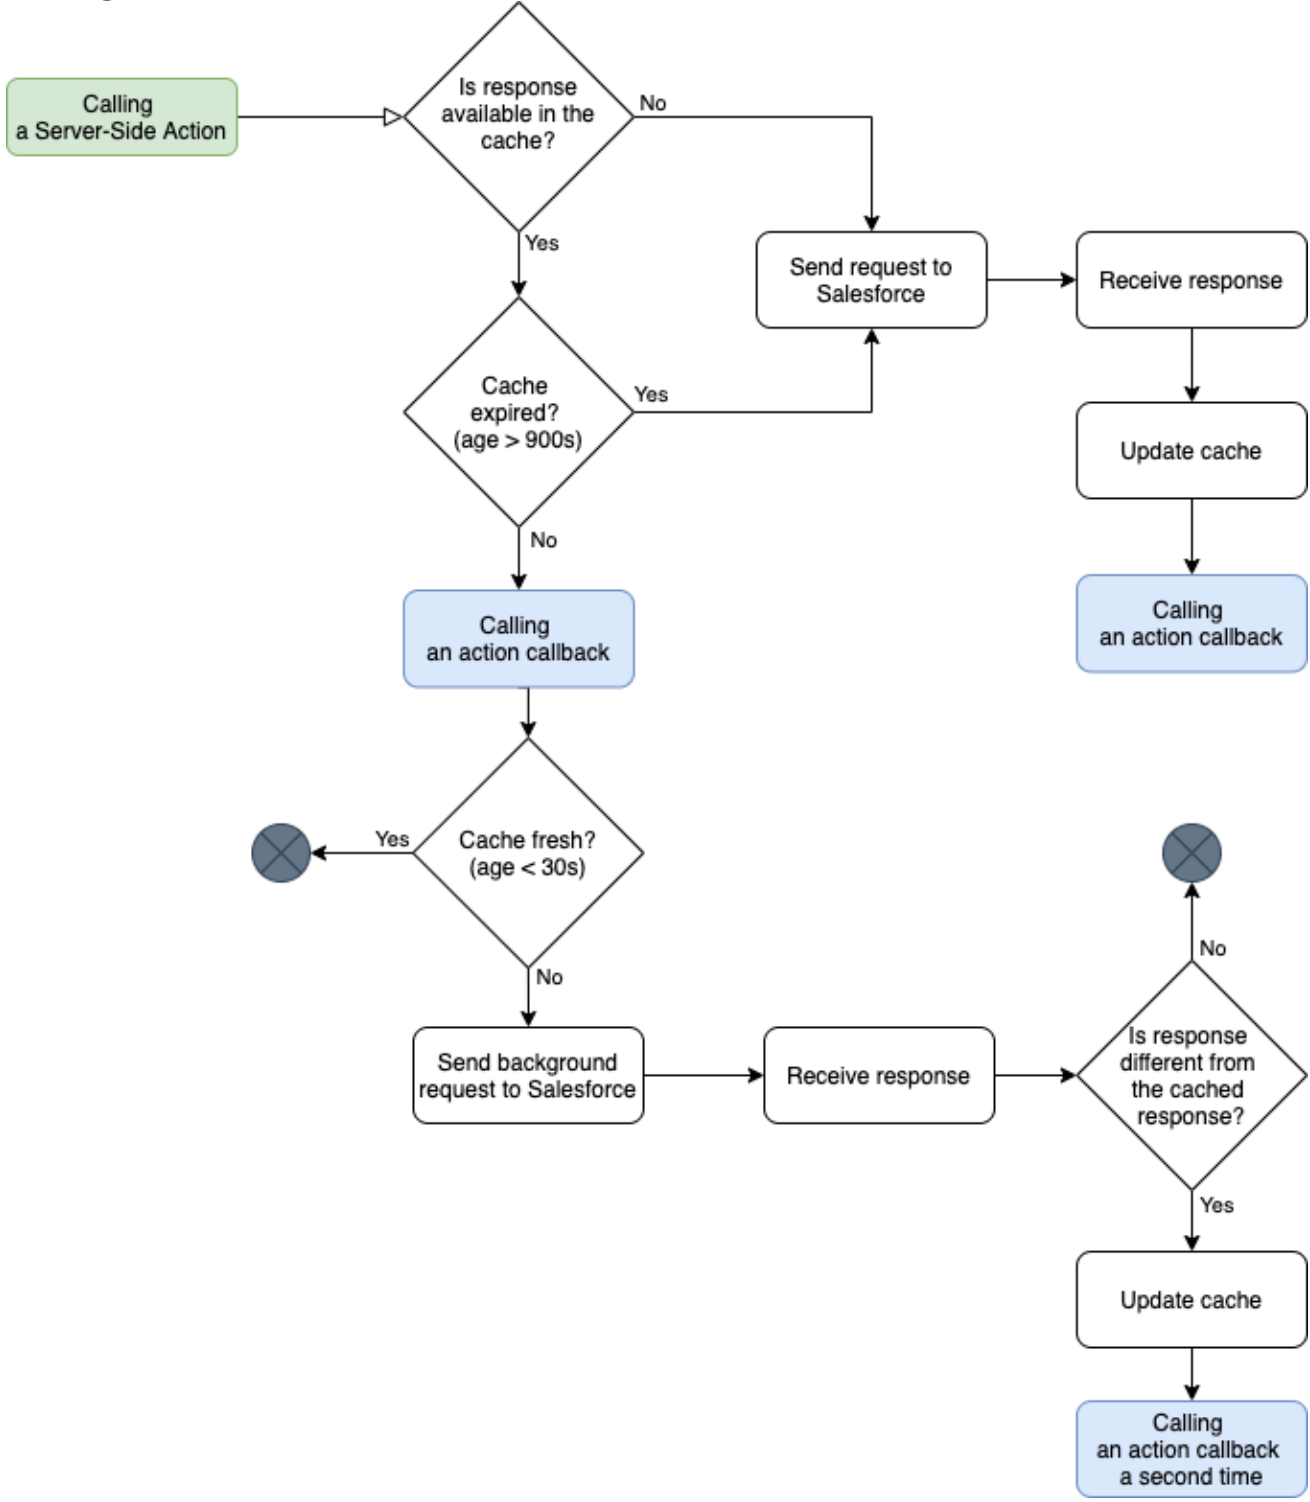 Is response
available in the
cache?
No
Calling
a Server-Side Action
Yes
Send request to
Salesforce
Receive response
Cache
expired?
(age > 900s)
Yes
Update cache
No
Calling
an action callback
Calling
an action callback
Yes
Cache fresh?
(age < 30s)
No
No
Send background
request to Salesforce
Receive response
Is response
different from
the cached
response?
Yes
Update cache
Calling
an action callback
a second time